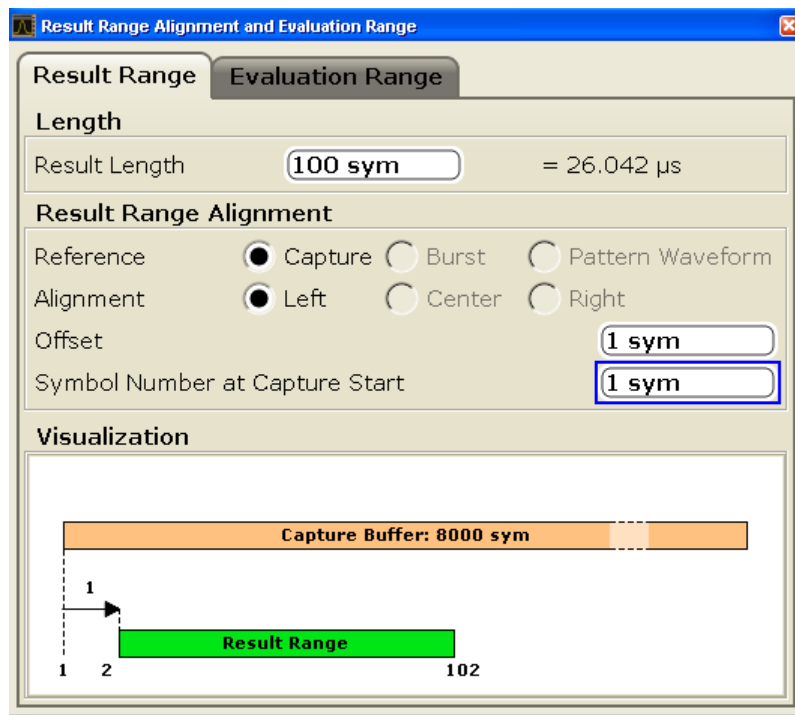 Result Range Alignment and Evaluation Range
Result Range Evaluation Range
Length
Result Length 100 sym = 26.042 µs
Result Range Alignment
Reference Capture Burst Pattern Waveform
Alignment Left Center Right
Offset 1 sym
Symbol Number at Capture Start 1 sym
Visualization
Capture Buffer: 8000 sym
1
Result Range
1 2 102